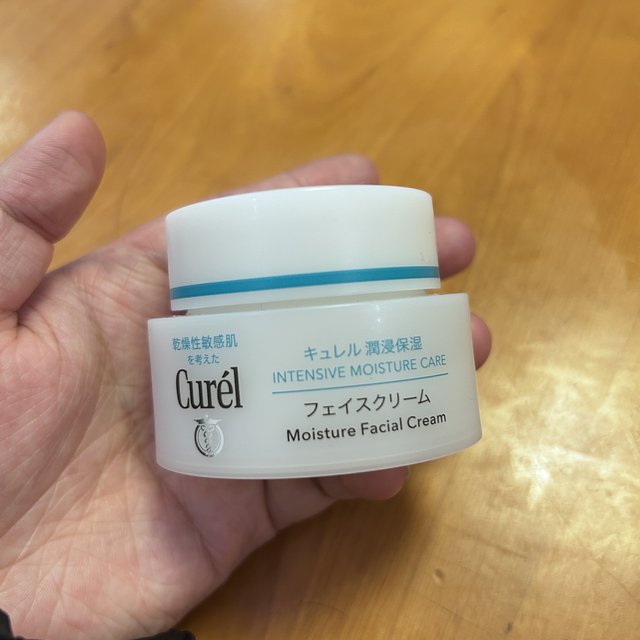 乾燥性敏感肌
を考えた
Curél
キュレル 潤浸保湿
INTENSIVE MOISTURE CARE
フェイスクリーム
Moisture Facial Cream